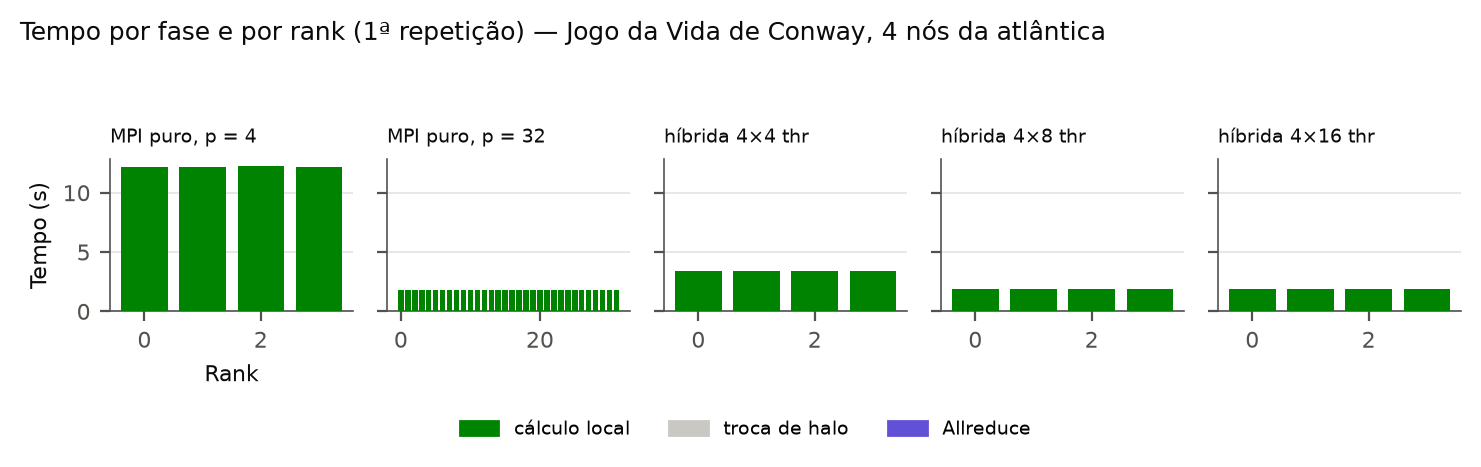 Tempo por fase e por rank (1ª repetição) — Jogo da Vida de Conway, 4 nós da atlântica
MPI puro, p = 4
MPI puro, p = 32
híbrida 4×4 thr
híbrida 4×8 thr
híbrida 4×16 thr
Tempo (s)
10
5
0
0 2
0 20
0 2
0 2
0 2
Rank
cálculo local
troca de halo
Allreduce